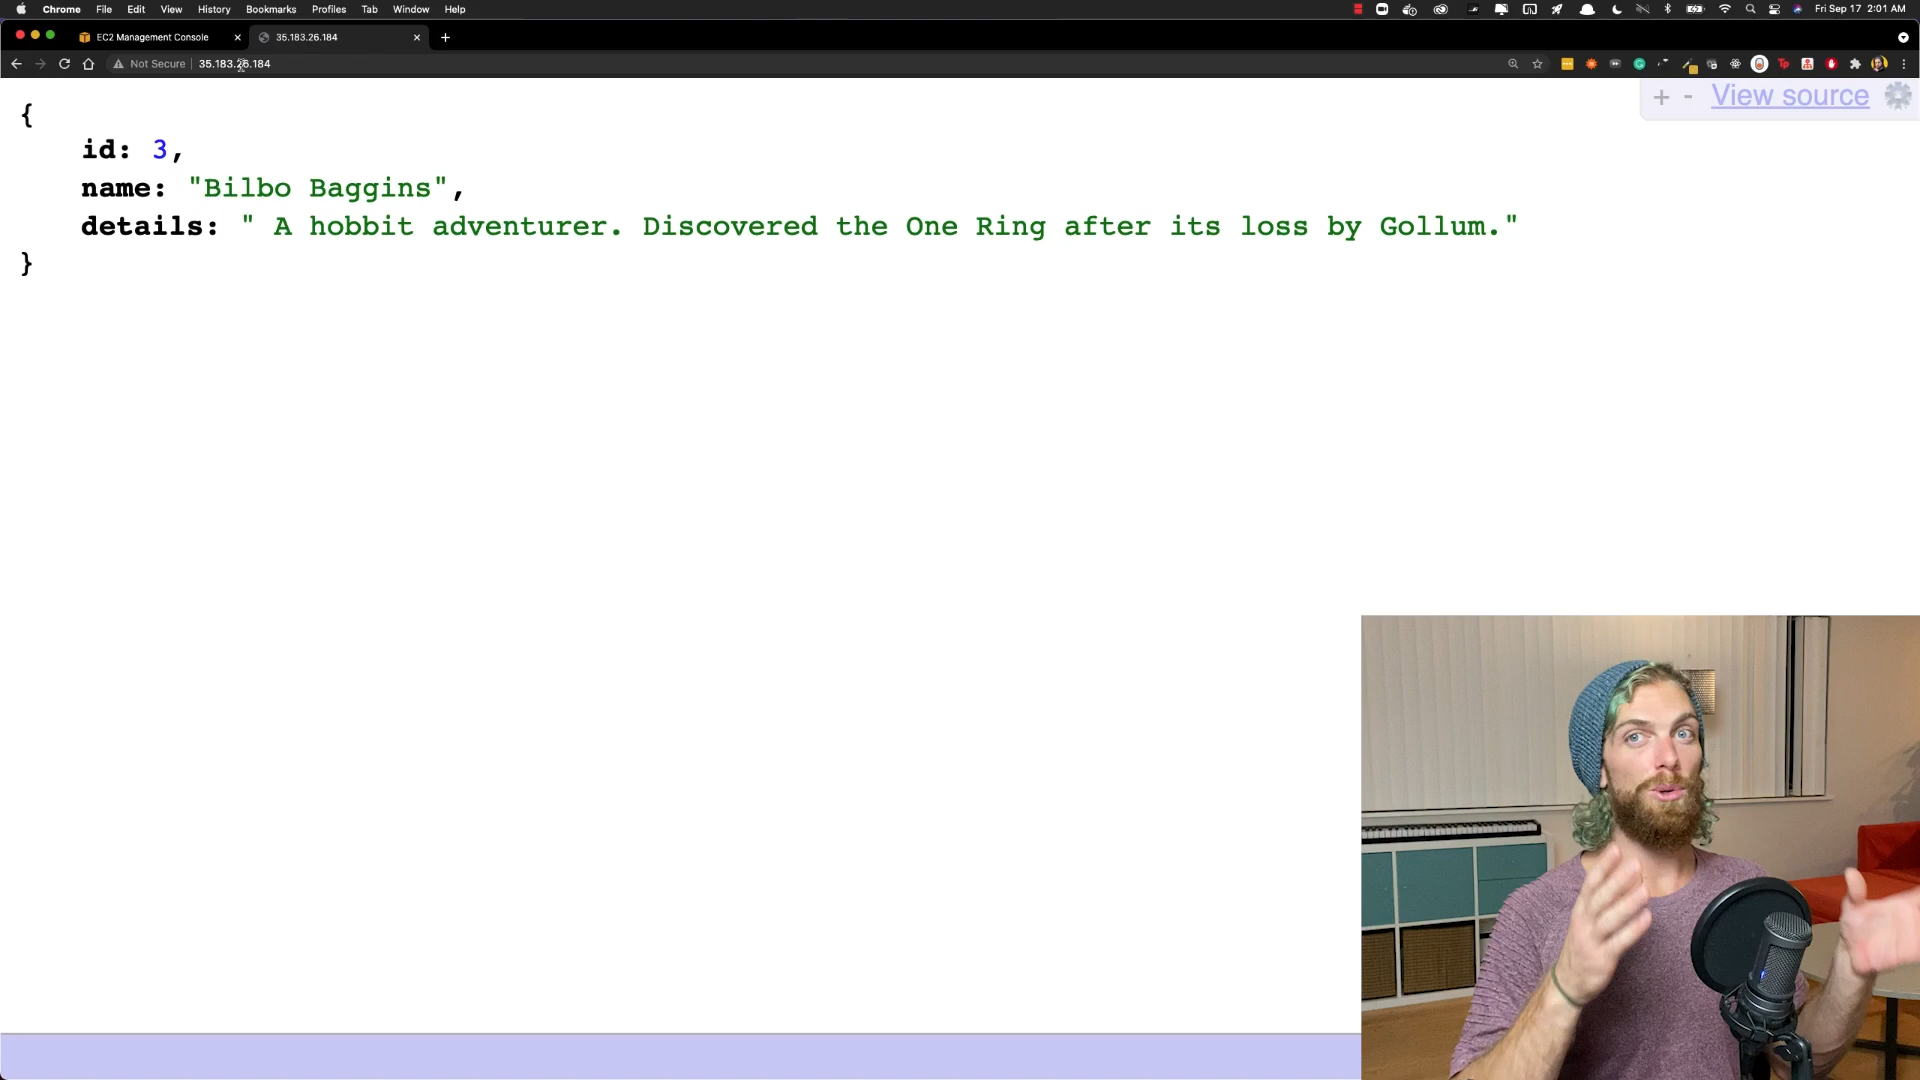 Chrome File Edit View History Bookmarks Profiles Tab Window Help Fri Sep 17 2:01 AM
EC2 Management Console 35.183.26.184
Not Secure 35.183.26.184
+ - View source
{
id: 3,
name: "Bilbo Baggins",
details: " A hobbit adventurer. Discovered the One Ring after its loss by Gollum."
}